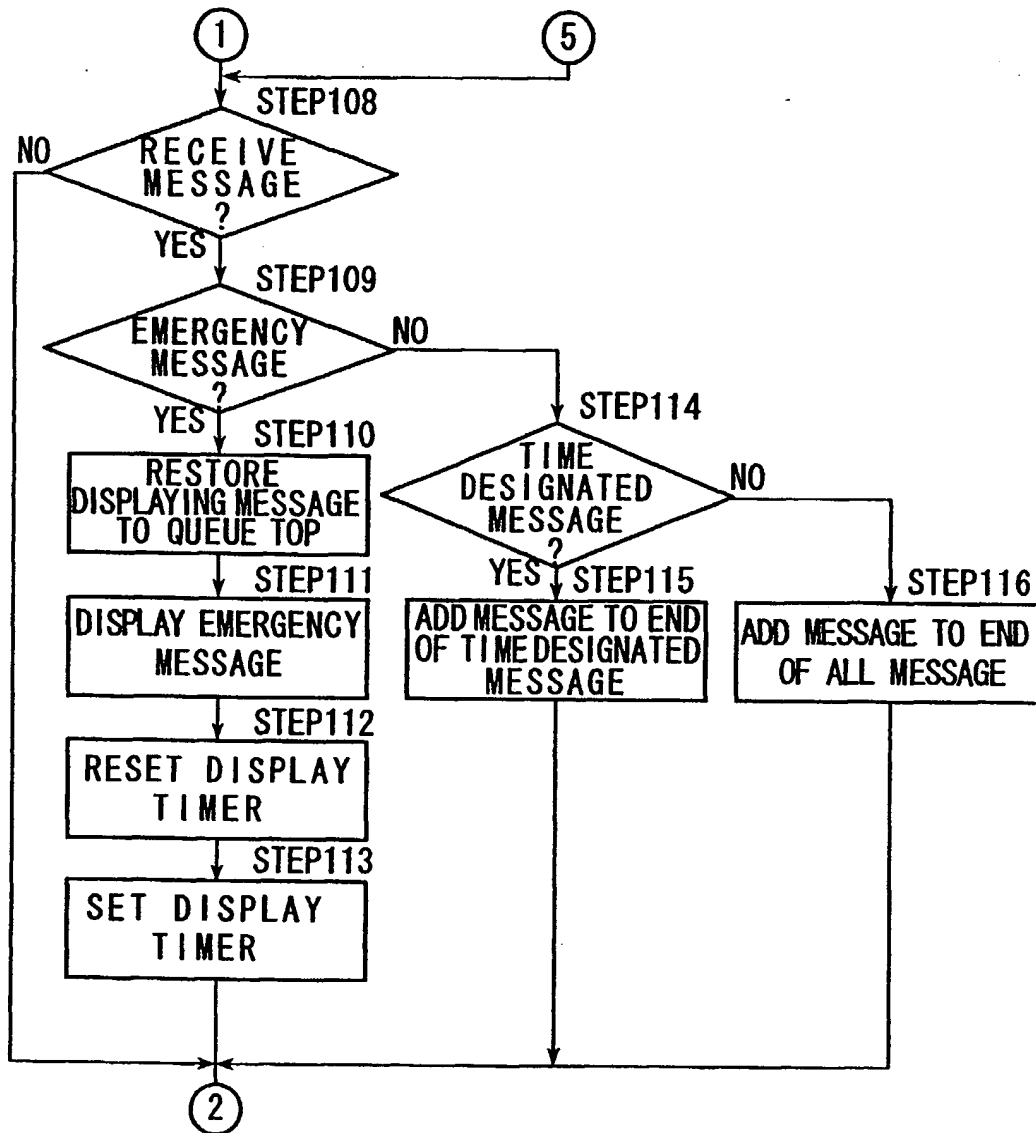 1
5
STEP108
NO
RECEIVE
MESSAGE
?
YES
STEP109
EMERGENCY
MESSAGE
?
NO
YES
STEP110
RESTORE
DISPLAYING MESSAGE
TO QUEUE TOP
STEP111
DISPLAY EMERGENCY
MESSAGE
STEP112
RESET DISPLAY
TIMER
STEP113
SET DISPLAY
TIMER
STEP114
TIME
DESIGNATED
MESSAGE
?
NO
YES
STEP115
ADD MESSAGE TO END
OF TIME DESIGNATED
MESSAGE
STEP116
ADD MESSAGE TO END
OF ALL MESSAGE
2